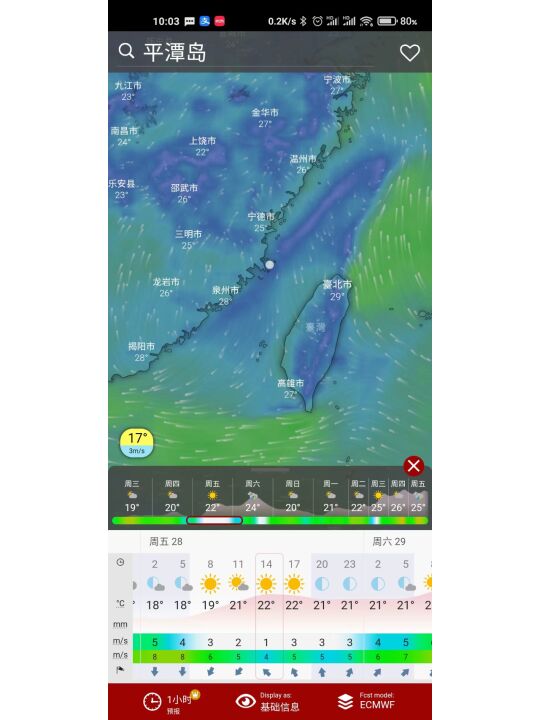 10:03 0.2K/s 80%
平潭岛
九江市
23°
宁波市
27°
金华市
27°
南昌市
24°
上饶市
22°
温州市
26°
乐安县
23°
邵武市
26°
宁德市
25°
三明市
25°
龙岩市
26°
泉州市
28°
臺北市
29°
臺灣
揭阳市
28°
高雄市
27°
17°
3m/s
周三 周四 周五 周六 周日 周一 周二 周三 周四 周五
19° 20° 22° 24° 20° 21° 22° 25° 26° 25°
周五 28 周六 29
2 5 8 11 14 17 20 23 2 5 8
°C 18° 18° 19° 21° 22° 22° 21° 21° 21° 21° 2
mm
m/s 5 4 3 2 1 3 3 3 4 5
m/s 8 8 6 5 4 5 5 5 6 7
1小时
预报
Display as:
基础信息
Fcst model:
ECMWF